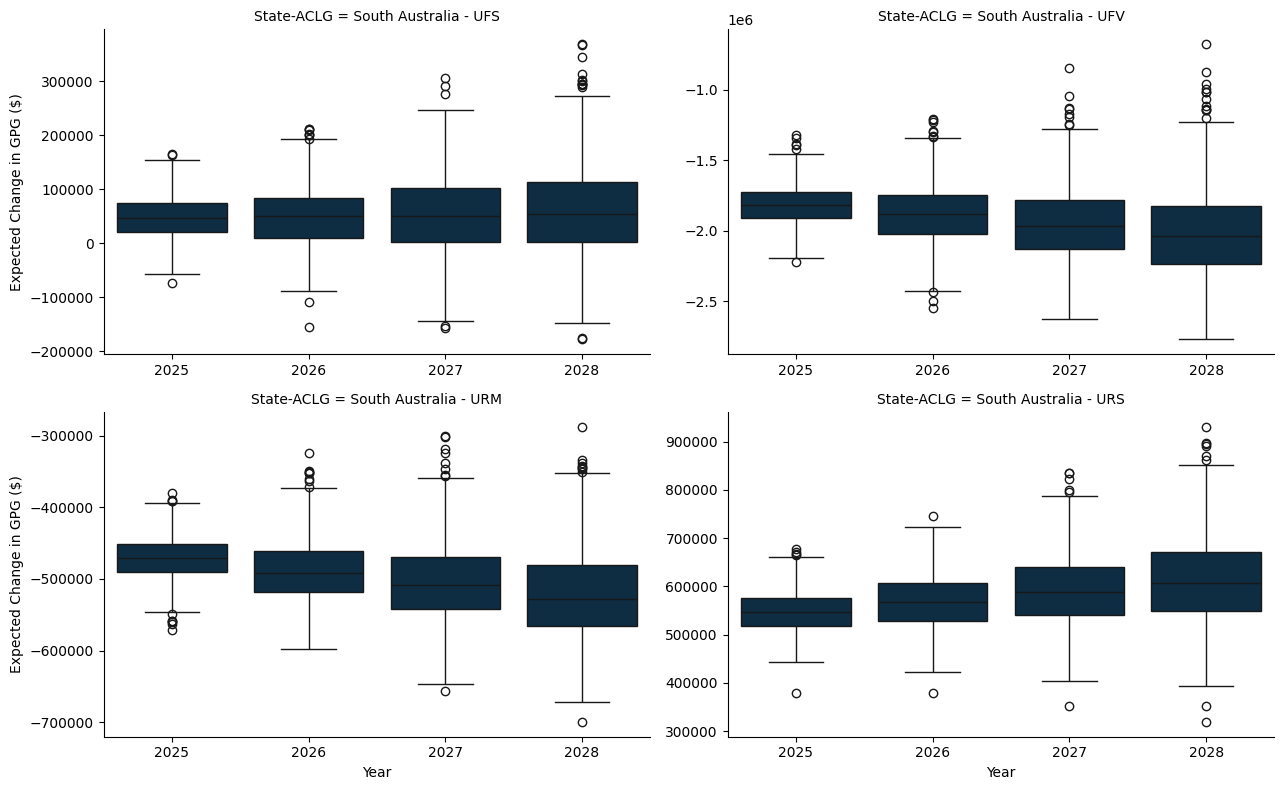 State-ACLG = South Australia - UFS
Expected Change in GPG ($)
300000
200000
100000
0
−100000
−200000
2025 2026 2027 2028
State-ACLG = South Australia - UFV
1e6
−1.0
−1.5
−2.0
−2.5
2025 2026 2027 2028
State-ACLG = South Australia - URM
Expected Change in GPG ($)
−300000
−400000
−500000
−600000
−700000
2025 2026 2027 2028
Year
State-ACLG = South Australia - URS
900000
800000
700000
600000
500000
400000
300000
2025 2026 2027 2028
Year